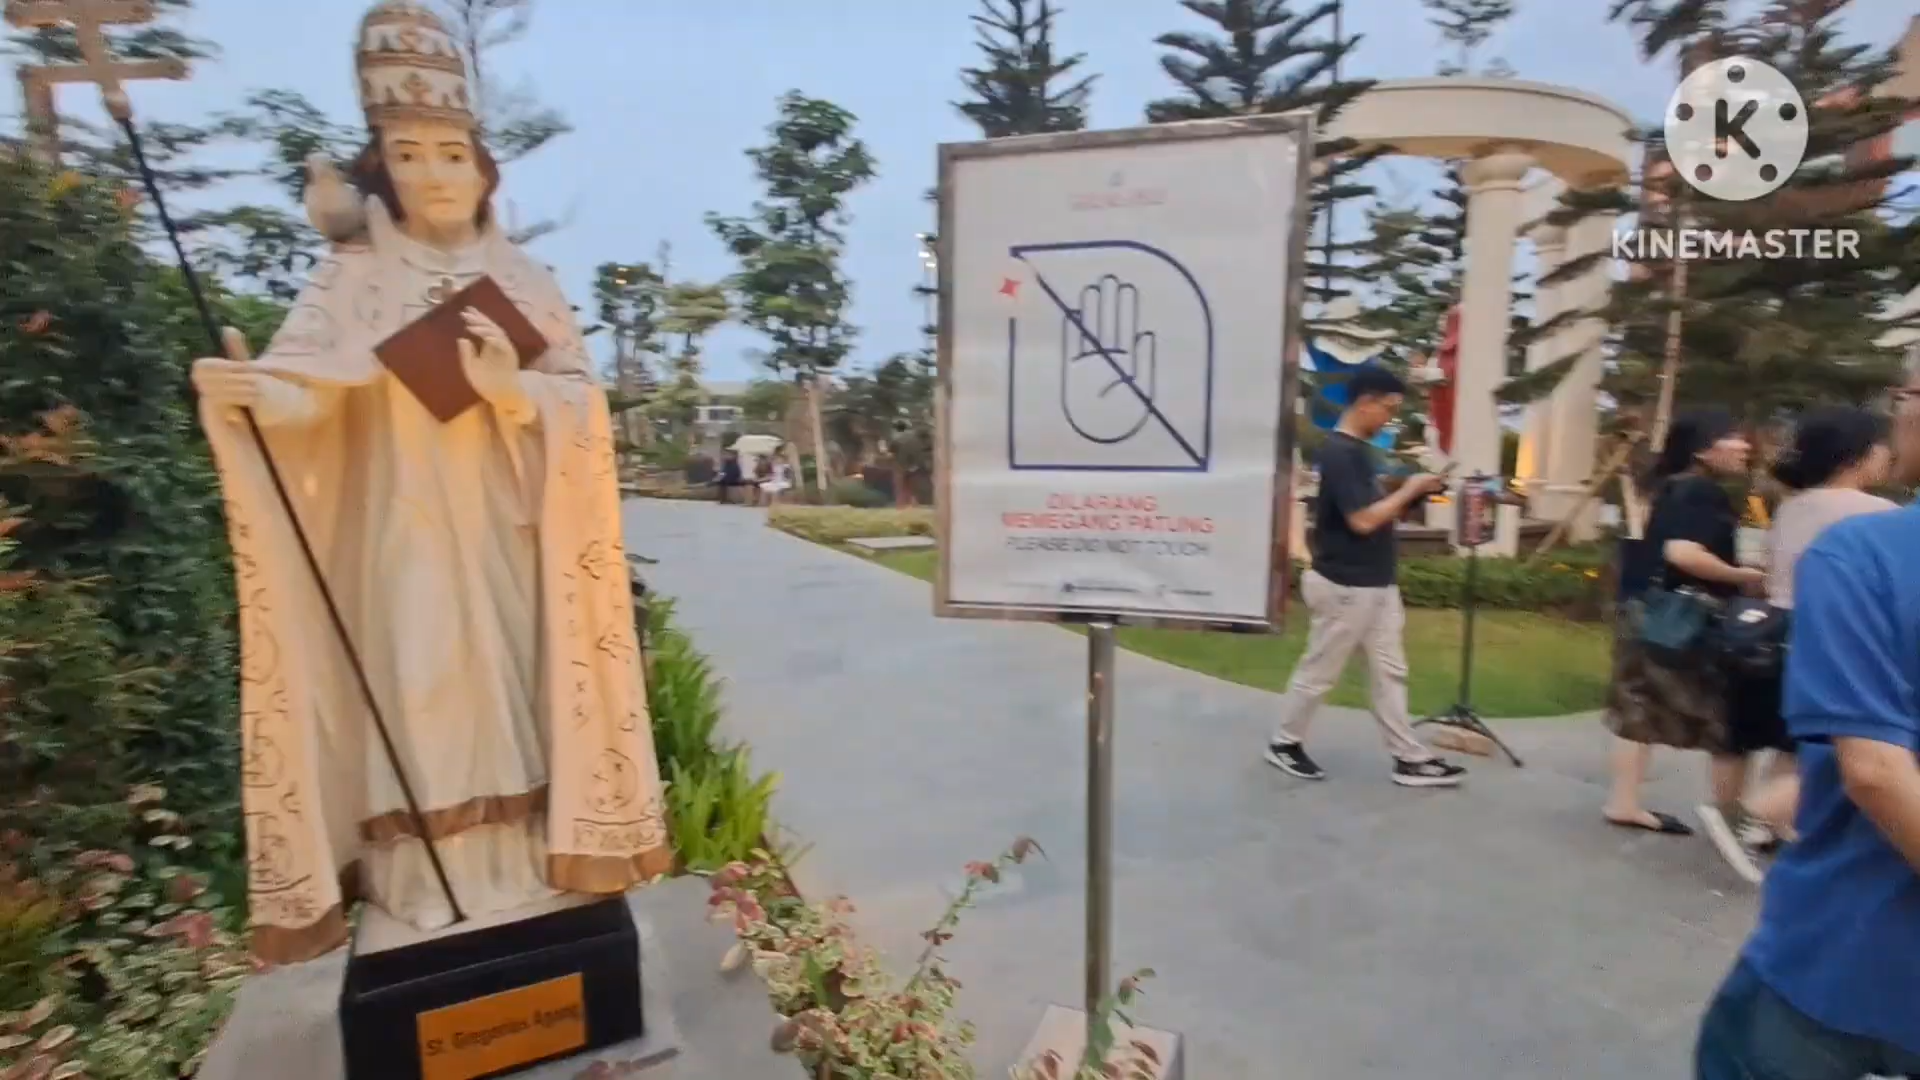 K
KINEMASTER
DILARANG
MEMEGANG PATUNG
PLEASE DO NOT TOUCH
St. Gregorius Agung